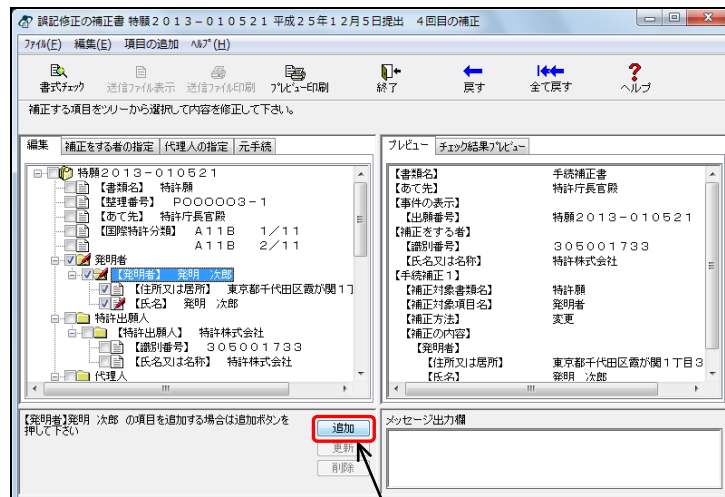 誤記修正の補正書 特願２０１３－０１０５２１ 平成２５年１２月５日提出　４回目の補正
ファイル(F) 編集(E) 項目の追加 ヘルプ(H)
書式チェック 送信ファイル表示 送信ファイル印刷 プレビュー印刷 終了 戻す 全て戻す ヘルプ
補正する項目をツリーから選択して内容を修正して下さい。
編集 補正をする者の指定 代理人の指定 元手続
特願２０１３－０１０５２１
【書類名】　特許願
【整理番号】　Ｐ０００００３－１
【あて先】　特許庁長官殿
【国際特許分類】　Ａ１１Ｂ　　１／１１
Ａ１１Ｂ　　２／１１
発明者
【発明者】　発明　次郎
【住所又は居所】　東京都千代田区霞が関１丁
【氏名】　発明　次郎
特許出願人
【特許出願人】　特許株式会社
【識別番号】　３０５００１７３３
【氏名又は名称】　特許株式会社
代理人
【発明者】発明　次郎　の項目を追加する場合は追加ボタンを
押して下さい
追加
更新
削除
プレビュー チェック結果プレビュー
【書類名】 手続補正書
【あて先】 特許庁長官殿
【事件の表示】
【出願番号】 特願２０１３－０１０５２１
【補正をする者】
【識別番号】 ３０５００１７３３
【氏名又は名称】 特許株式会社
【手続補正１】
【補正対象書類名】 特許願
【補正対象項目名】 発明者
【補正方法】 変更
【補正の内容】
【発明者】
【住所又は居所】 東京都千代田区霞が関１丁目３
【氏名】 発明　次郎
メッセージ出力欄